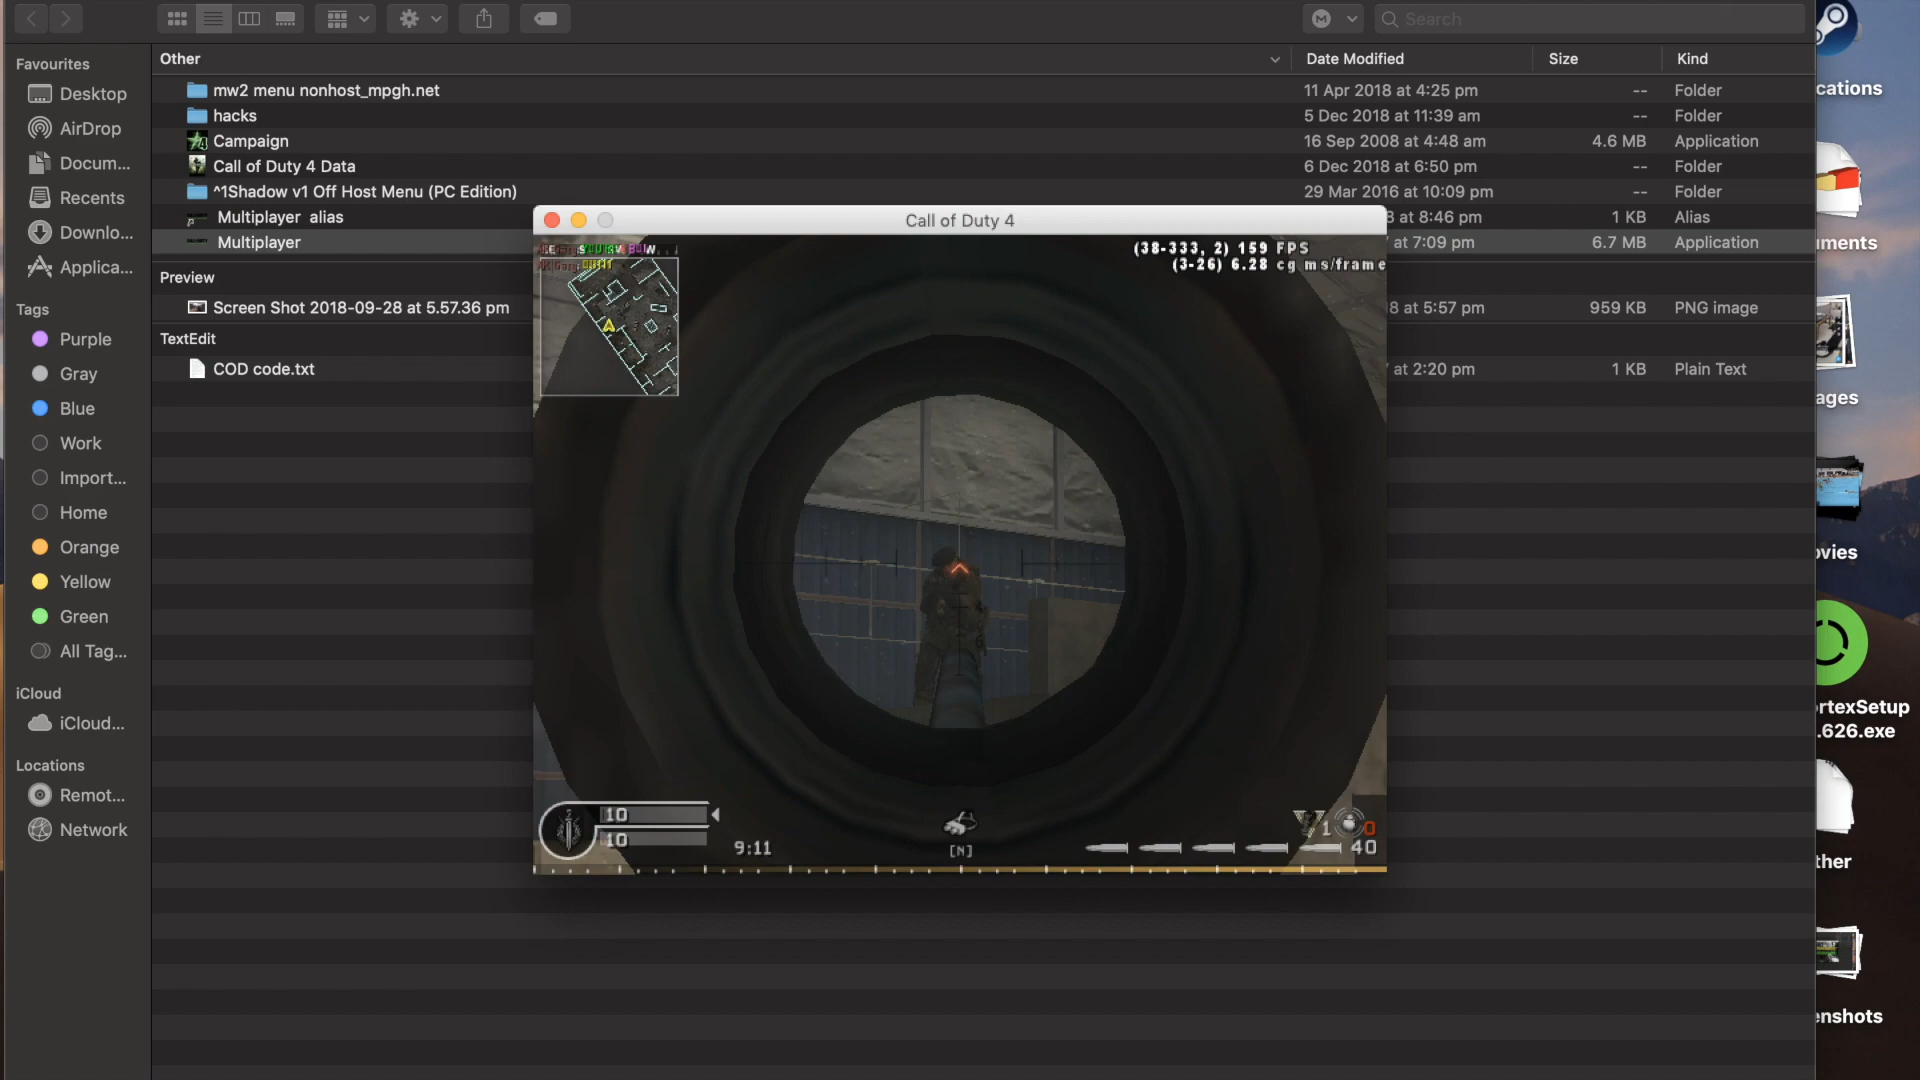 Search
Favourites
Other
Date Modified
Size
Kind
Desktop
mw2 menu nonhost_mpgh.net
11 Apr 2018 at 4:25 pm
--
Folder
cations
hacks
5 Dec 2018 at 11:39 am
--
Folder
AirDrop
Campaign
16 Sep 2008 at 4:48 am
4.6 MB
Application
Docum...
Call of Duty 4 Data
6 Dec 2018 at 6:50 pm
--
Folder
Recents
^1Shadow v1 Off Host Menu (PC Edition)
29 Mar 2016 at 10:09 pm
--
Folder
Multiplayer alias
8 at 8:46 pm
1 KB
Alias
Call of Duty 4
Downlo...
Multiplayer
at 7:09 pm
6.7 MB
Application
uments
(38-333, 2) 159 FPS
(3-26) 6.28 cg ms/frame
Applica...
Preview
Screen Shot 2018-09-28 at 5.57.36 pm
8 at 5:57 pm
959 KB
PNG image
Tags
Purple
TextEdit
Gray
COD code.txt
at 2:20 pm
1 KB
Plain Text
ages
Blue
Work
Import...
Home
Orange
ovies
Yellow
Green
All Tag...
iCloud
iCloud...
rtexSetup
.626.exe
Locations
Remot...
Network
10
10
9:11
[N]
1
0
40
ther
enshots